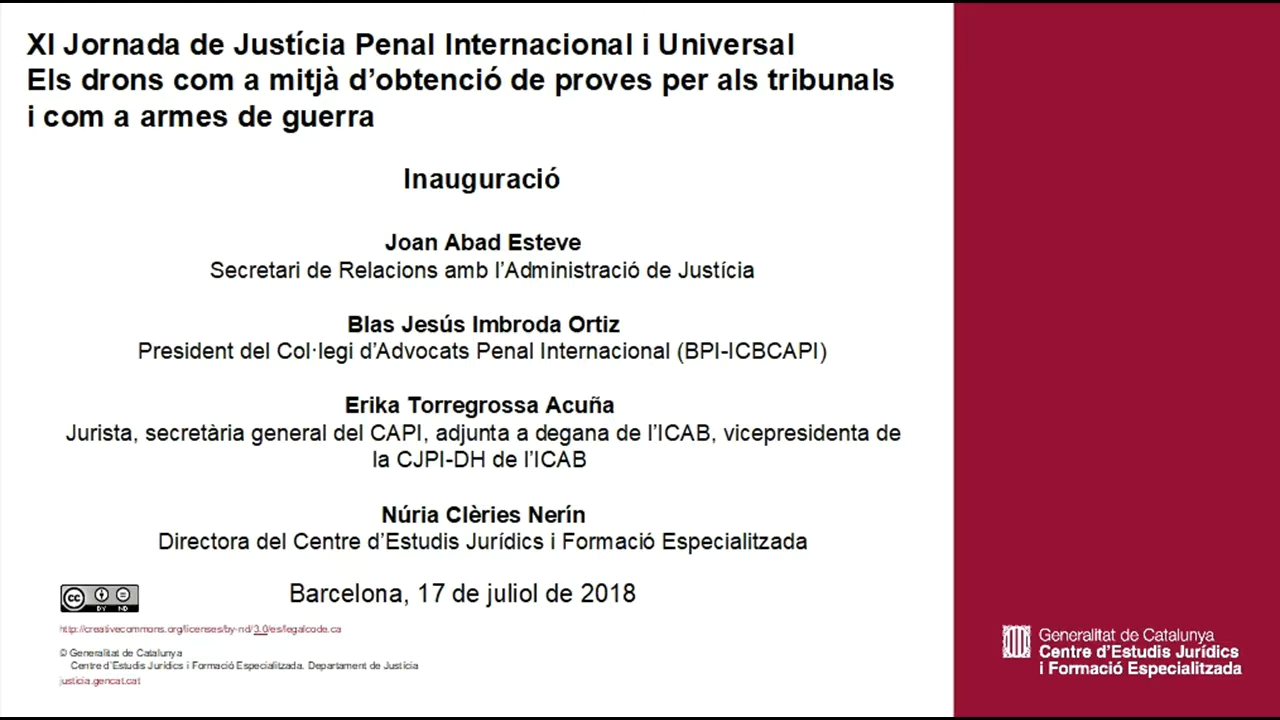 XI Jornada de Justícia Penal Internacional i Universal
Els drons com a mitjà d’obtenció de proves per als tribunals
i com a armes de guerra
Inauguració
Joan Abad Esteve
Secretari de Relacions amb l’Administració de Justícia
Blas Jesús Imbroda Ortiz
President del Col·legi d’Advocats Penal Internacional (BPI-ICBCAPI)
Erika Torregrossa Acuña
Jurista, secretària general del CAPI, adjunta a degana de l’ICAB, vicepresidenta de
la CJPI-DH de l’ICAB
Núria Clèries Nerín
Directora del Centre d’Estudis Jurídics i Formació Especialitzada
Barcelona, 17 de juliol de 2018
cc BY ND
http://creativecommons.org/licenses/by-nd/3.0/es/legalcode.ca
© Generalitat de Catalunya
Centre d’Estudis Jurídics i Formació Especialitzada. Departament de Justícia
justicia.gencat.cat
Generalitat de Catalunya
Centre d’Estudis Jurídics
i Formació Especialitzada